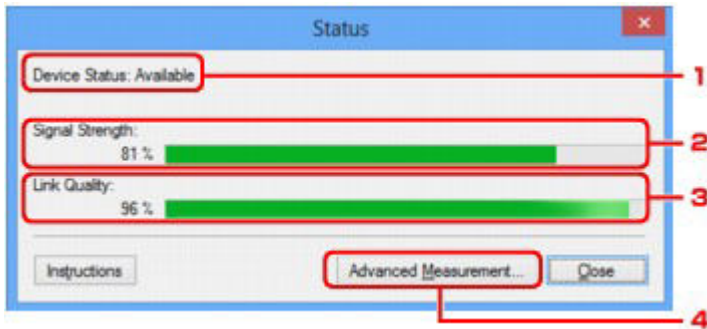 Status
Device Status: Available
1
Signal Strength:
81 %
2
Link Quality:
96 %
3
Instructions
Advanced Measurement...
Close
4